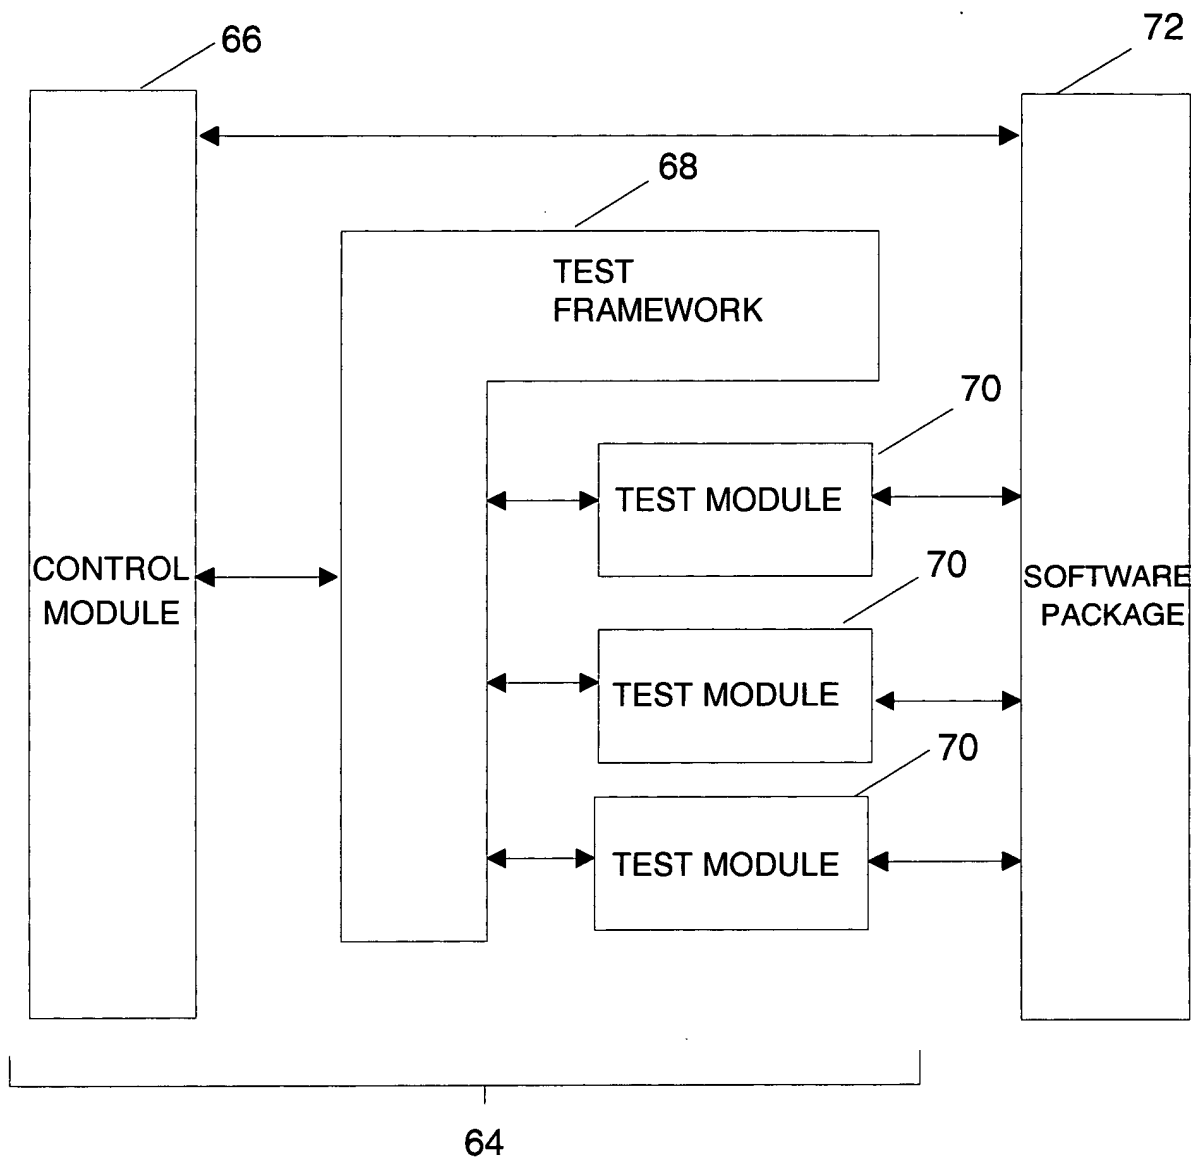 66
72
68
TEST
FRAMEWORK
70
TEST MODULE
CONTROL
MODULE
70
SOFTWARE
PACKAGE
TEST MODULE
70
TEST MODULE
64